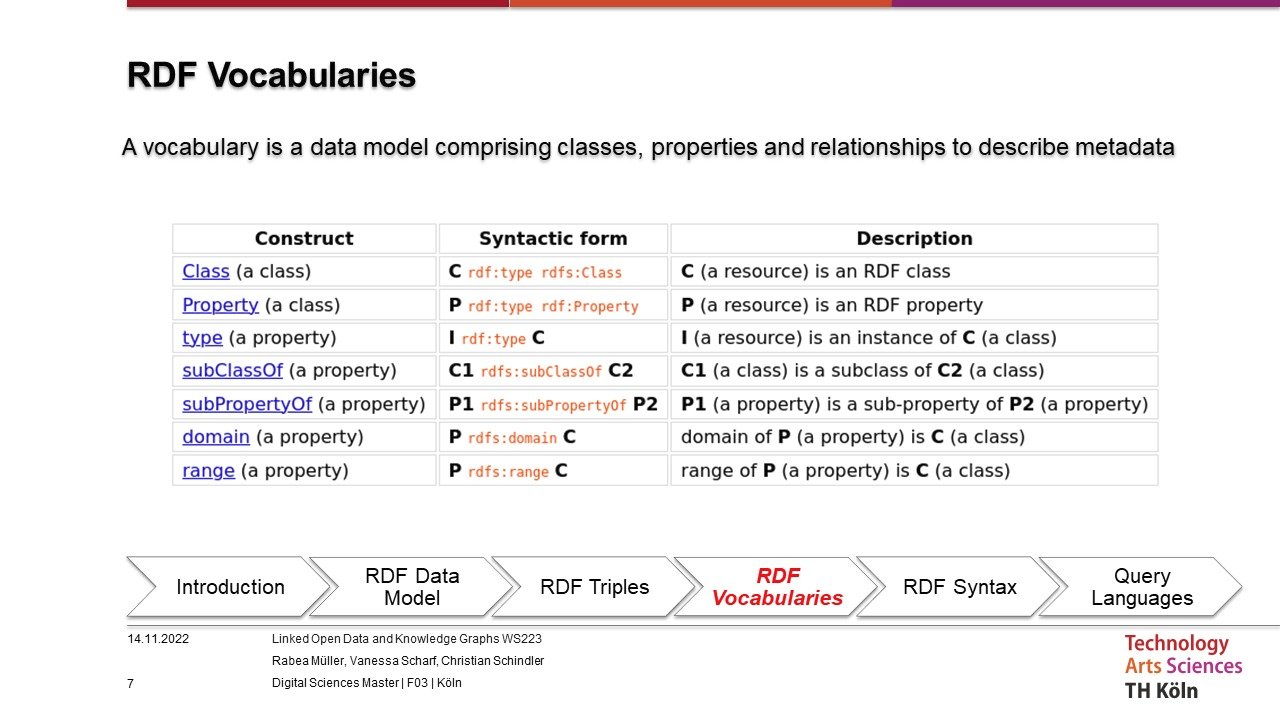 RDF Vocabularies
A vocabulary is a data model comprising classes, properties and relationships to describe metadata
Construct Syntactic form Description
Class (a class) C rdf:type rdfs:Class C (a resource) is an RDF class
Property (a class) P rdf:type rdf:Property P (a resource) is an RDF property
type (a property) I rdf:type C I (a resource) is an instance of C (a class)
subClassOf (a property) C1 rdfs:subClassOf C2 C1 (a class) is a subclass of C2 (a class)
subPropertyOf (a property) P1 rdfs:subPropertyOf P2 P1 (a property) is a sub-property of P2 (a property)
domain (a property) P rdfs:domain C domain of P (a property) is C (a class)
range (a property) P rdfs:range C range of P (a property) is C (a class)
Introduction
RDF Data
Model
RDF Triples
RDF
Vocabularies
RDF Syntax
Query
Languages
14.11.2022
Linked Open Data and Knowledge Graphs WS223
Rabea Müller, Vanessa Scharf, Christian Schindler
7
Digital Sciences Master | F03 | Köln
Technology
Arts Sciences
TH Köln